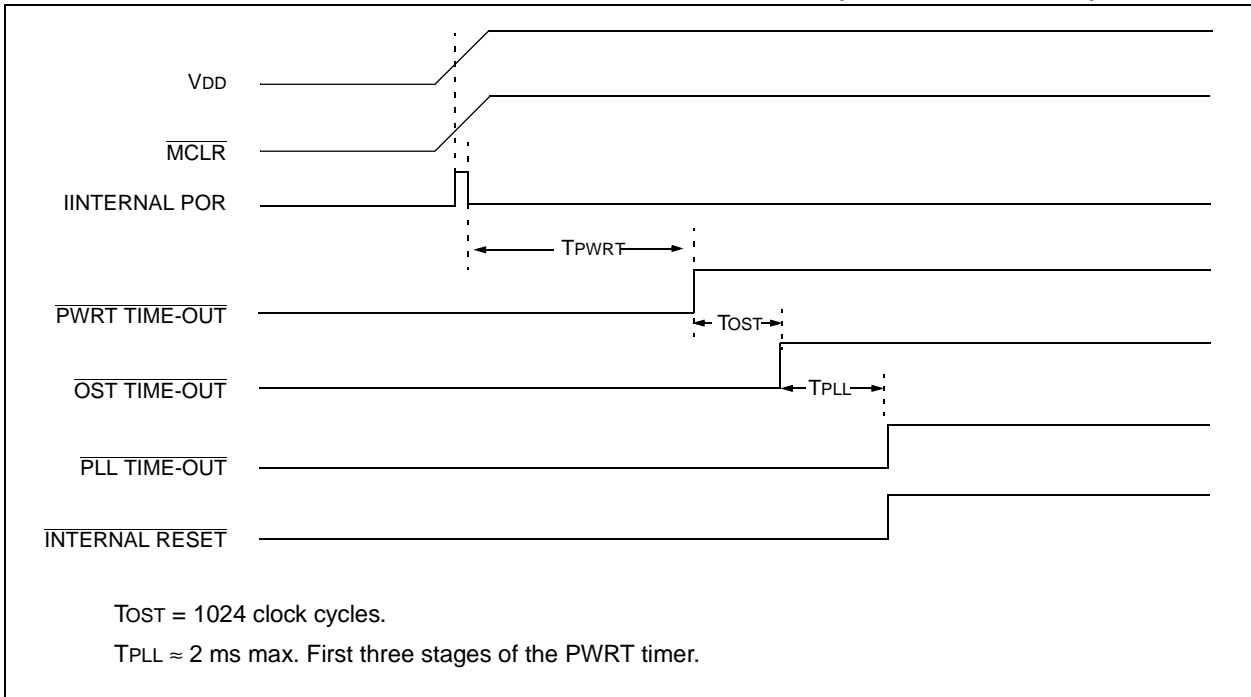 VDD
MCLR
IINTERNAL POR
TPWRT
PWRT TIME-OUT
TOST
OST TIME-OUT
TPLL
PLL TIME-OUT
INTERNAL RESET
TOST = 1024 clock cycles.
TPLL ≈ 2 ms max. First three stages of the PWRT timer.